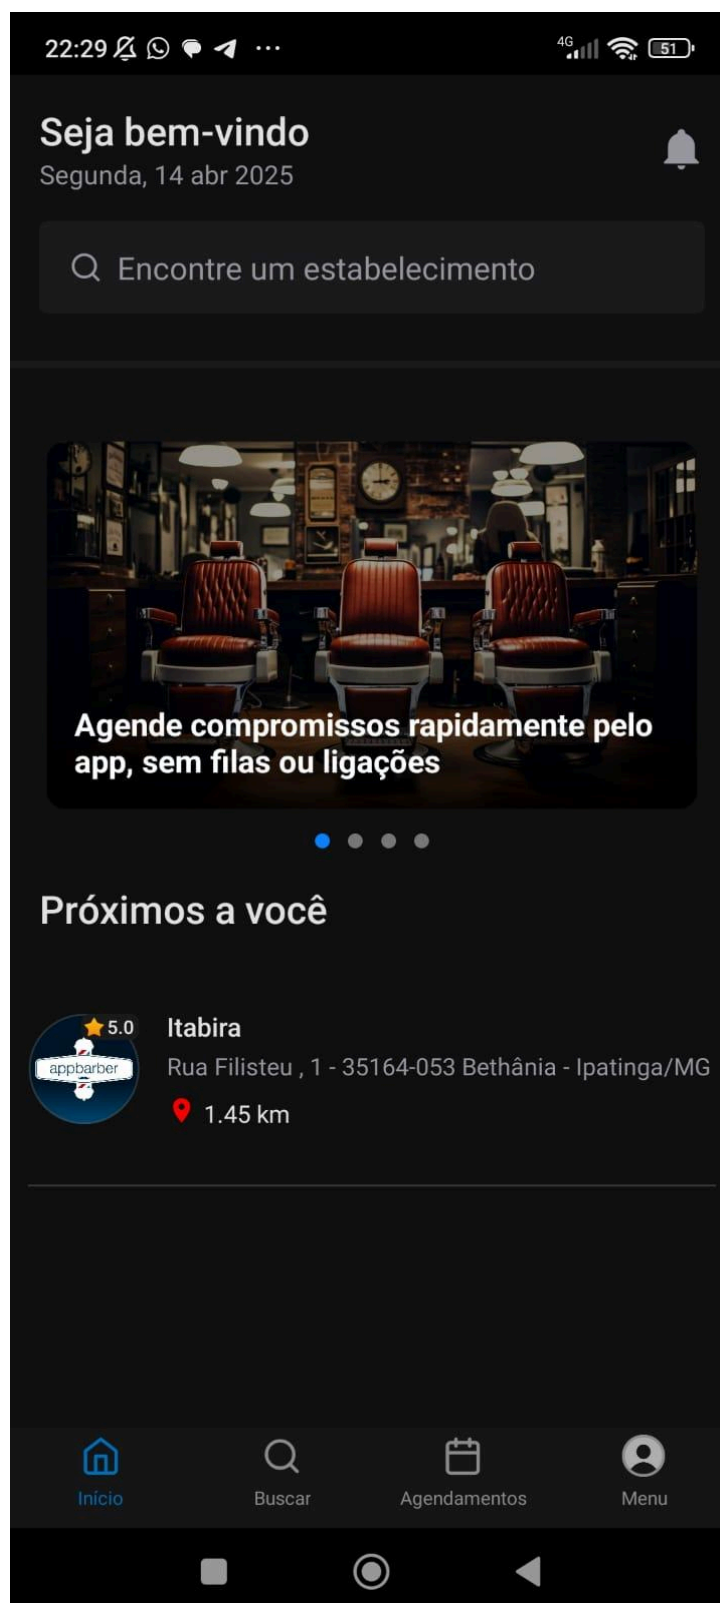 22:29
4G
51
Seja bem-vindo
Segunda, 14 abr 2025
Encontre um estabelecimento
Agende compromissos rapidamente pelo
app, sem filas ou ligações
Próximos a você
5.0
appbarber
Itabira
Rua Filisteu , 1 - 35164-053 Bethânia - Ipatinga/MG
1.45 km
Início
Buscar
Agendamentos
Menu